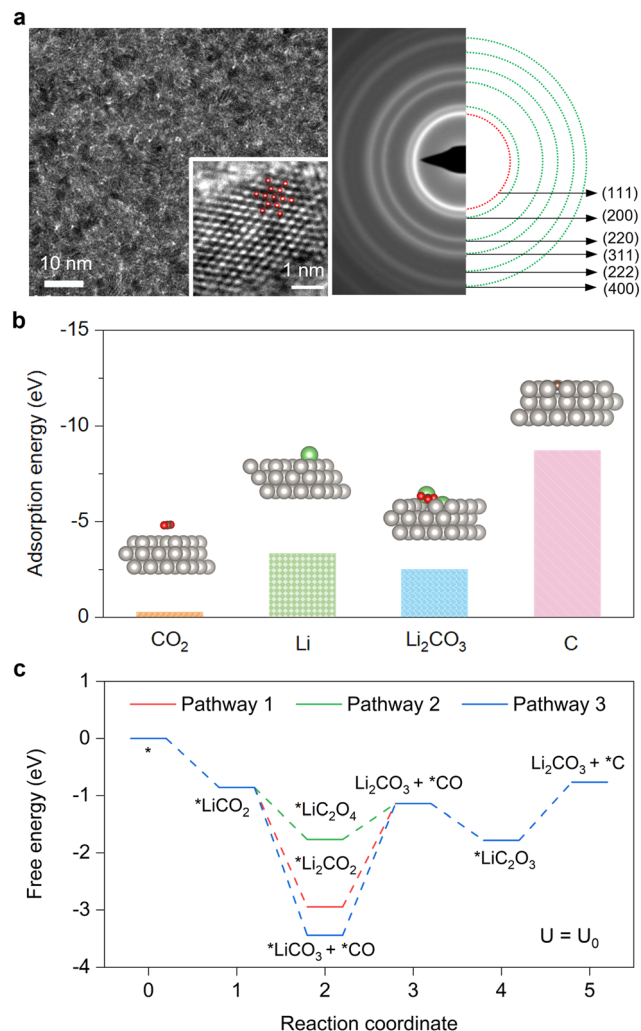 a
10 nm
1 nm
(111)
(200)
(220)
(311)
(222)
(400)
b
Adsorption energy (eV)
-15
-10
-5
0
CO₂
Li
Li₂CO₃
C
c
Free energy (eV)
1
0
-1
-2
-3
-4
Pathway 1
Pathway 2
Pathway 3
*
*LiCO₂
*LiC₂O₄
*Li₂CO₂
*LiCO₃ + *CO
Li₂CO₃ + *CO
*LiC₂O₃
Li₂CO₃ + *C
U = U₀
0 1 2 3 4 5
Reaction coordinate